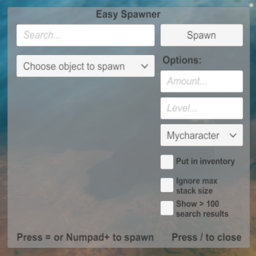 Easy Spawner
Search...
Spawn
Choose object to spawn
Options:
Amount...
Level...
Mycharacter
Put in inventory
Ignore max
stack size
Show > 100
search results
Press = or Numpad+ to spawn
Press / to close